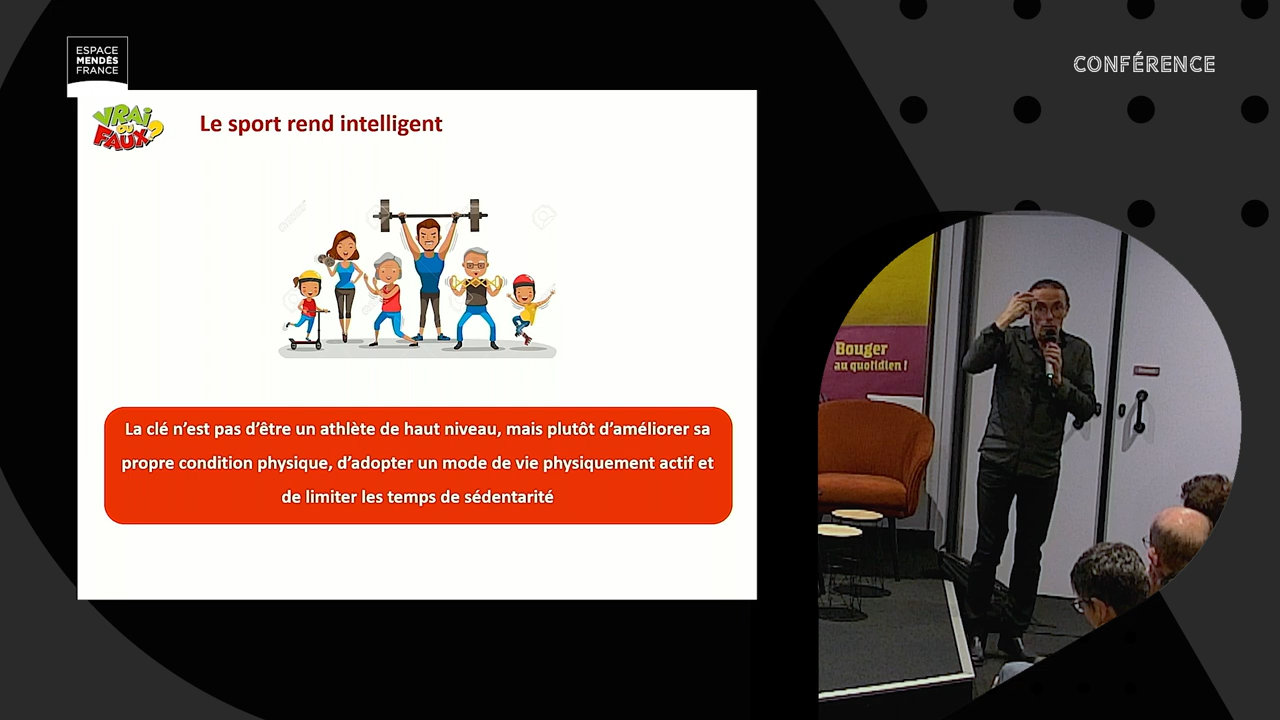 ESPACE
MENDÈS
FRANCE
CONFÉRENCE
VRAI
OU
FAUX?
Le sport rend intelligent
La clé n'est pas d'être un athlète de haut niveau, mais plutôt d'améliorer sa
propre condition physique, d'adopter un mode de vie physiquement actif et
de limiter les temps de sédentarité
Bouger
au quotidien !